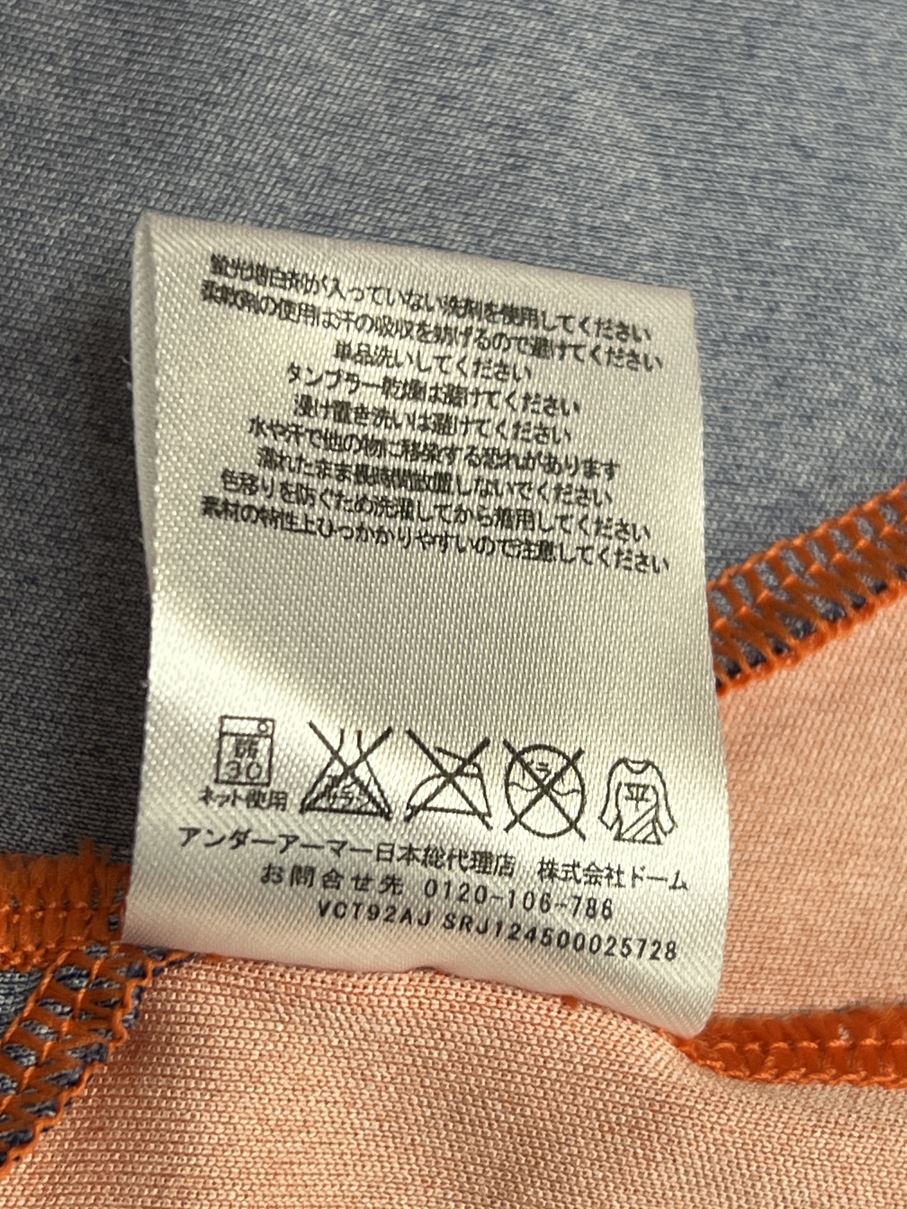 蛍光増白剤が入っていない洗剤を使用してください
柔軟剤の使用は汗の吸収を妨げるので避けてください
単品洗いしてください
タンブラー乾燥は避けてください
浸け置き洗いは避けてください
水や汗で他の物に移染する恐れがあります
濡れたまま長時間放置しないでください
色移りを防ぐため洗濯してから着用してください
素材の特性上ひっかかりやすいので注意してください
弱
30
エンソ
サラシ
ドライ
平
ネット使用
アンダーアーマー日本総代理店 株式会社ドーム
お問合せ先 0120-106-786
VCT92AJ SRJ124500025728